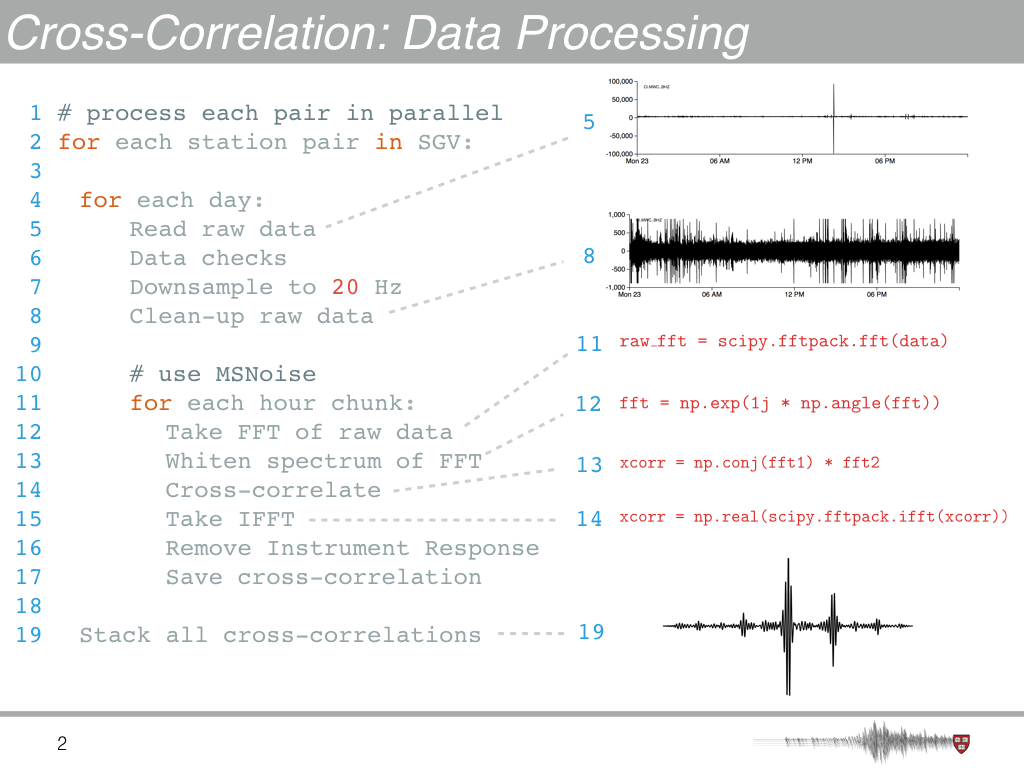 Cross-Correlation: Data Processing
1 # process each pair in parallel
2 for each station pair in SGV:
3
4 for each day:
5 Read raw data
6 Data checks
7 Downsample to 20 Hz
8 Clean-up raw data
9
10 # use MSNoise
11 for each hour chunk:
12 Take FFT of raw data
13 Whiten spectrum of FFT
14 Cross-correlate
15 Take IFFT
16 Remove Instrument Response
17 Save cross-correlation
18
19 Stack all cross-correlations
5
100,000
CI.MWC..BHZ
50,000
0
-50,000
-100,000
Mon 23 06 AM 12 PM 06 PM
8
1,000
500
0
-500
-1,000
Mon 23 06 AM 12 PM 06 PM
11 raw_fft = scipy.fftpack.fft(data)
12 fft = np.exp(1j * np.angle(fft))
13 xcorr = np.conj(fft1) * fft2
14 xcorr = np.real(scipy.fftpack.ifft(xcorr))
19
2